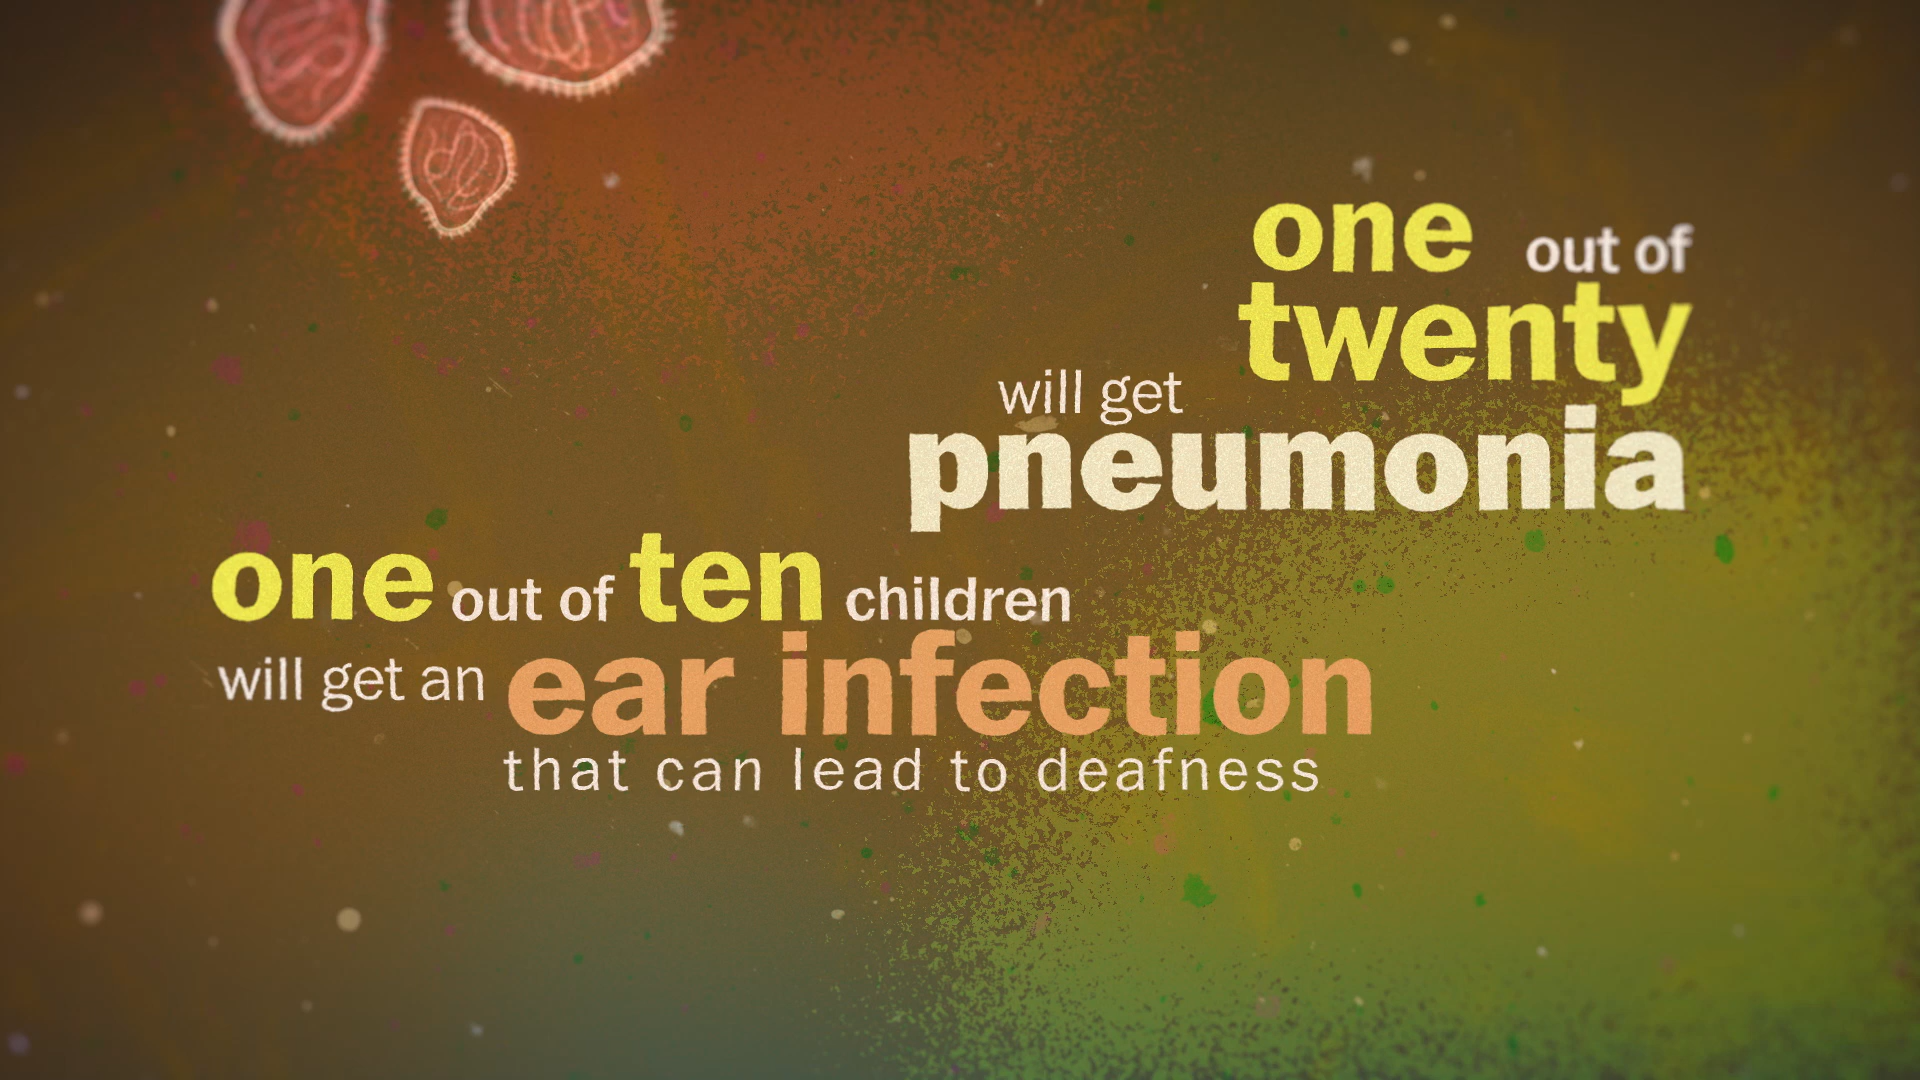 one out of
twenty
will get
pneumonia
one out of ten children
will get an ear infection
that can lead to deafness